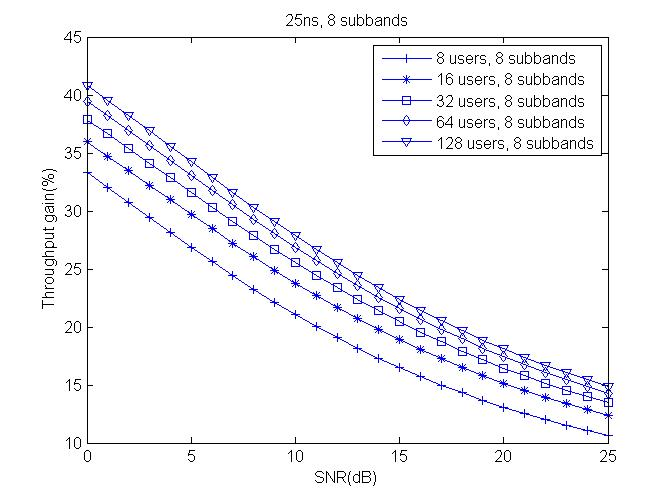 25ns, 8 subbands
45
40
35
30
25
20
15
10
Throughput gain(%)
8 users, 8 subbands
16 users, 8 subbands
32 users, 8 subbands
64 users, 8 subbands
128 users, 8 subbands
0 5 10 15 20 25
SNR(dB)